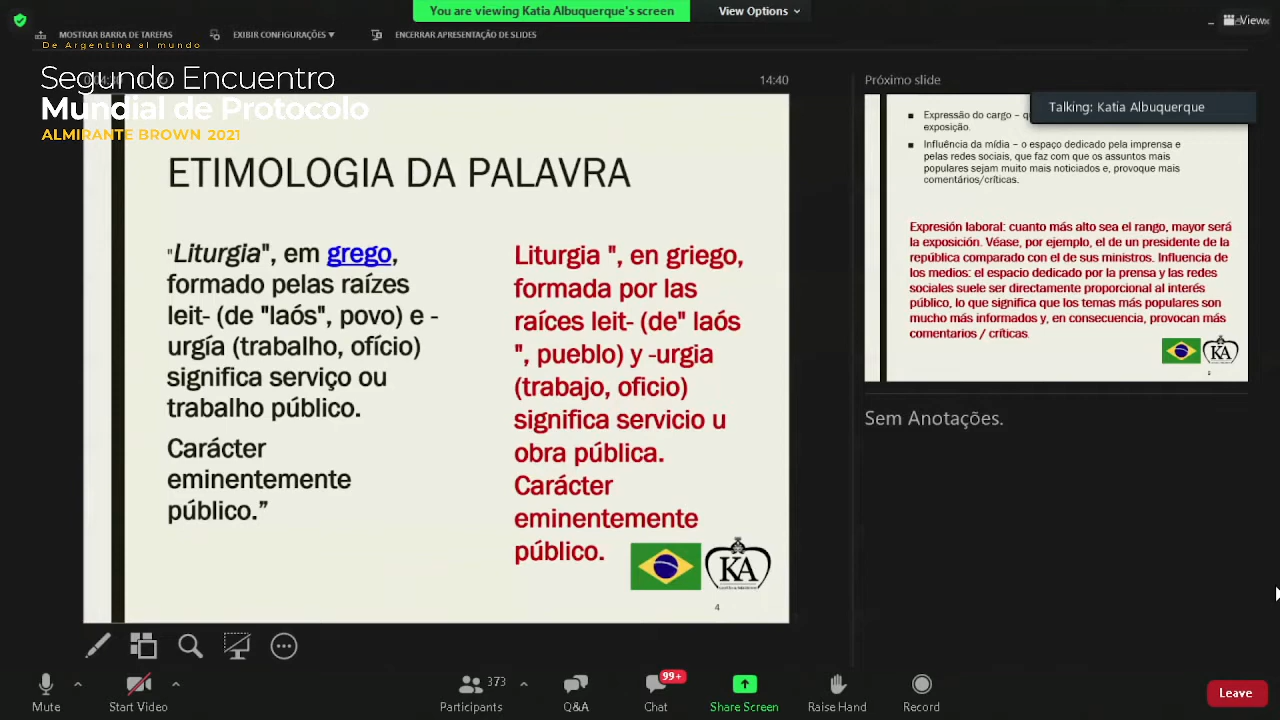 You are viewing Katia Albuquerque's screen
View Options
View
MOSTRAR BARRA DE TAREFAS
EXIBIR CONFIGURAÇÕES
ENCERRAR APRESENTAÇÃO DE SLIDES
De Argentina al mundo
Segundo Encuentro
Mundial de Protocolo
ALMIRANTE BROWN 2021
14:40
Próximo slide
Talking: Katia Albuquerque
ETIMOLOGIA DA PALAVRA
"Liturgia", em grego,
formado pelas raízes
leit- (de "laós", povo) e -
urgía (trabalho, ofício)
significa serviço ou
trabalho público.
Carácter
eminentemente
público.”
Liturgia ", en griego,
formada por las
raíces leit- (de" laós
", pueblo) y -urgia
(trabajo, oficio)
significa servicio u
obra pública.
Carácter
eminentemente
público.
KA
4
Expressão do cargo –
exposição.
Influência da mídia – o espaço dedicado pela imprensa e
pelas redes sociais, que faz com que os assuntos mais
populares sejam muito mais noticiados e, provoque mais
comentários/críticas.
Expresión laboral: cuanto más alto sea el rango, mayor será
la exposición. Véase, por ejemplo, el de un presidente de la
república comparado con el de sus ministros. Influencia de
los medios: el espacio dedicado por la prensa y las redes
sociales suele ser directamente proporcional al interés
público, lo que significa que los temas más populares son
mucho más informados y, en consecuencia, provocan más
comentarios / críticas.
KA
Sem Anotações.
Mute
Start Video
373
Participants
Q&A
99+
Chat
Share Screen
Raise Hand
Record
Leave